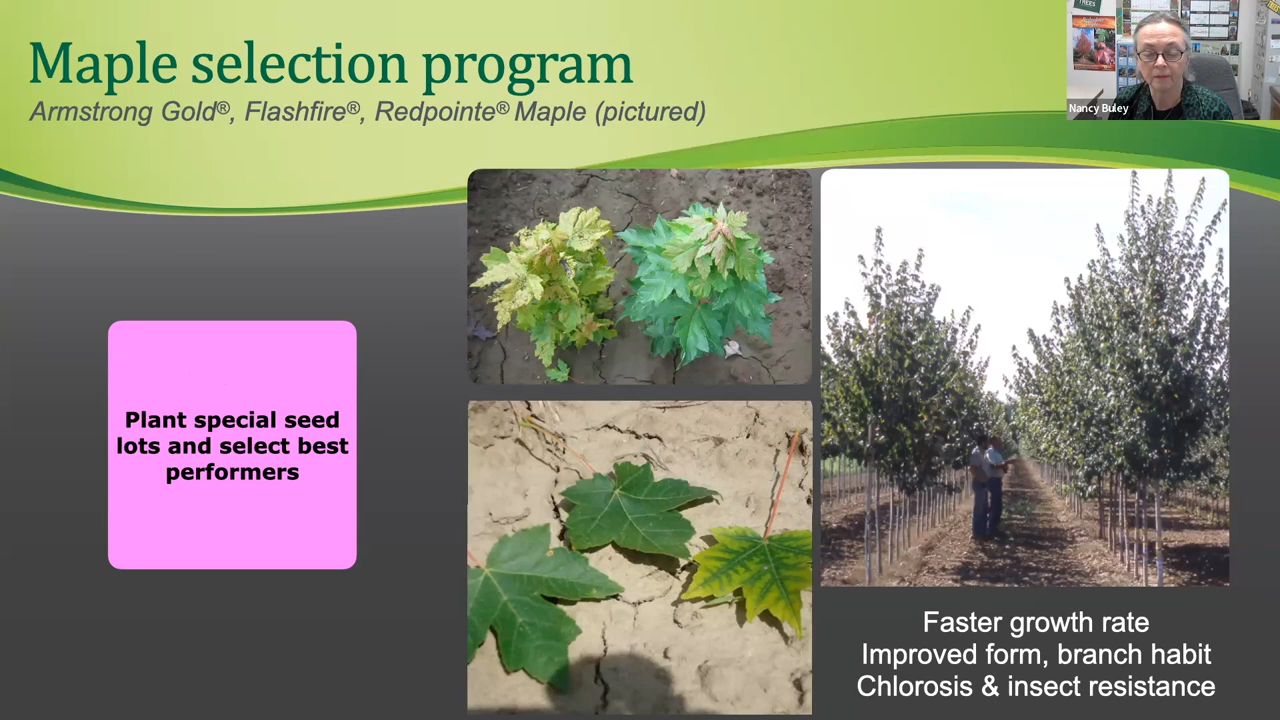 Maple selection program
Armstrong Gold®, Flashfire®, Redpointe® Maple (pictured)
TREES
Nancy Buley
Plant special seed
lots and select best
performers
Faster growth rate
Improved form, branch habit
Chlorosis & insect resistance